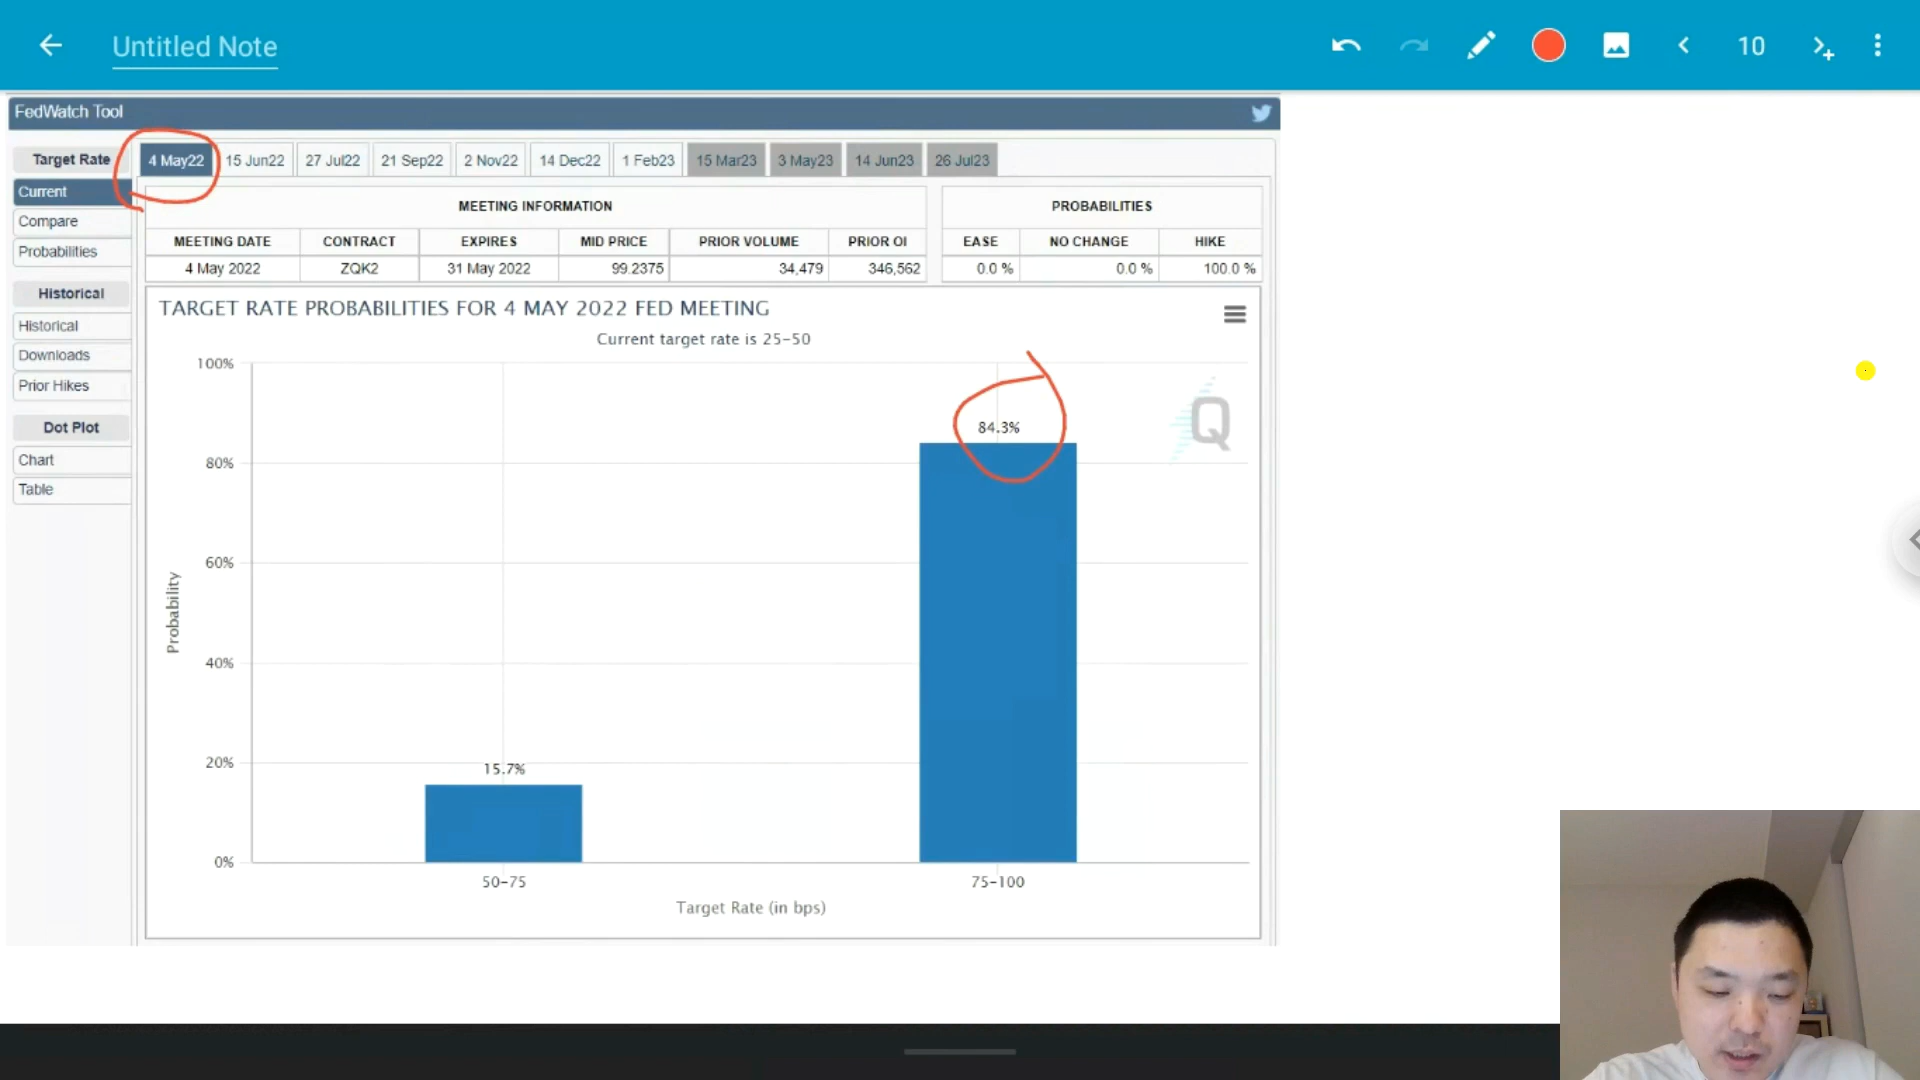 Untitled Note
10
FedWatch Tool
Target Rate
Current
Compare
Probabilities
Historical
Historical
Downloads
Prior Hikes
Dot Plot
Chart
Table
4 May22 15 Jun22 27 Jul22 21 Sep22 2 Nov22 14 Dec22 1 Feb23 15 Mar23 3 May23 14 Jun23 26 Jul23
MEETING INFORMATION
MEETING DATE CONTRACT EXPIRES MID PRICE PRIOR VOLUME PRIOR OI
4 May 2022 ZQK2 31 May 2022 99.2375 34,479 346,562
PROBABILITIES
EASE NO CHANGE HIKE
0.0 % 0.0 % 100.0 %
TARGET RATE PROBABILITIES FOR 4 MAY 2022 FED MEETING
Current target rate is 25-50
Probability
100%
80%
60%
40%
20%
0%
15.7%
84.3%
Q
50-75 75-100
Target Rate (in bps)